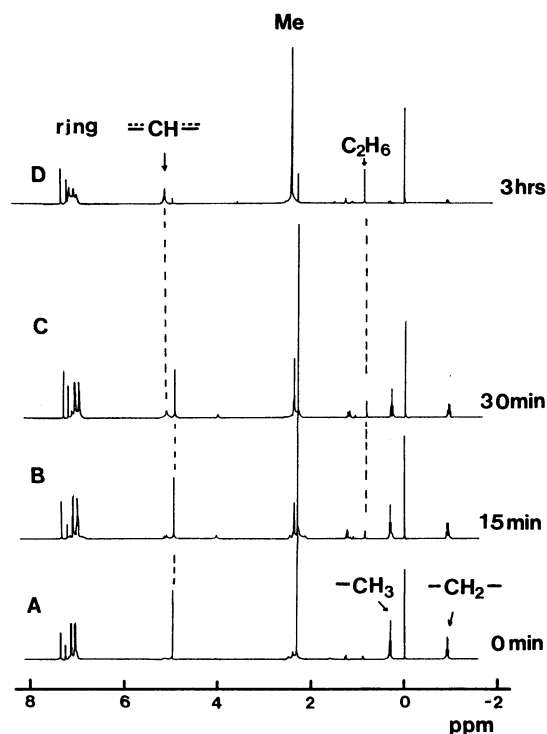 Me
ring
=CH=
C2H6
D
3hrs
C
30min
B
15min
A
-CH3
-CH2-
0min
8 6 4 2 0 -2
ppm